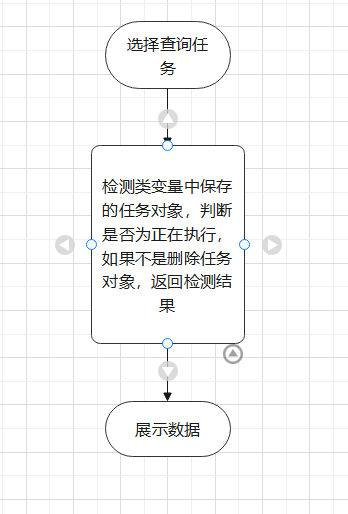 选择查询任
务
检测类变量中保存
的任务对象，判断
是否为正在执行，
如果不是删除任务
对象，返回检测结
果
展示数据